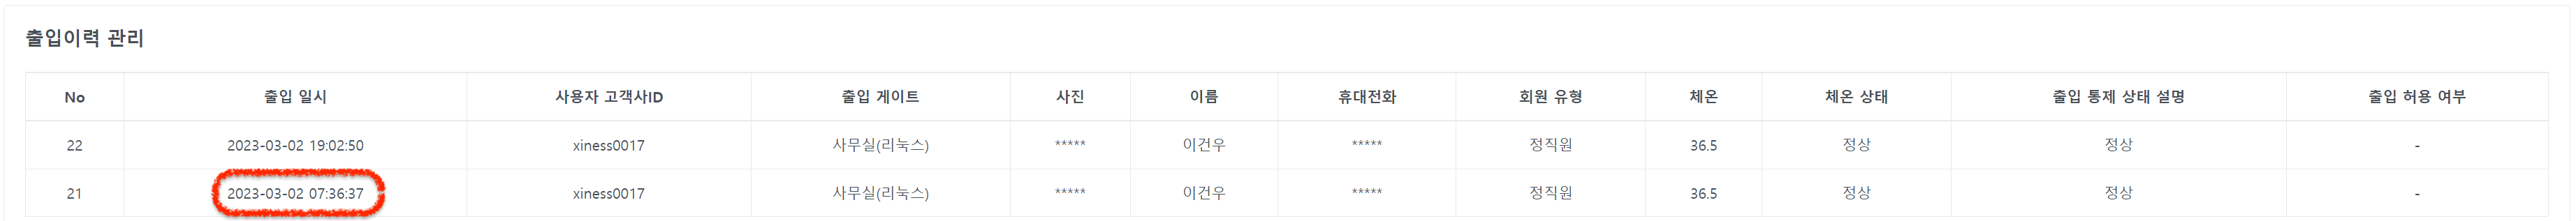 출입이력 관리
No 출입 일시 사용자 고객사ID 출입 게이트 사진 이름 휴대전화 회원 유형 체온 체온 상태 출입 통제 상태 설명 출입 허용 여부
22 2023-03-02 19:02:50 xiness0017 사무실(리눅스) ***** 이건우 ***** 정직원 36.5 정상 정상 -
21 2023-03-02 07:36:37 xiness0017 사무실(리눅스) ***** 이건우 ***** 정직원 36.5 정상 정상 -